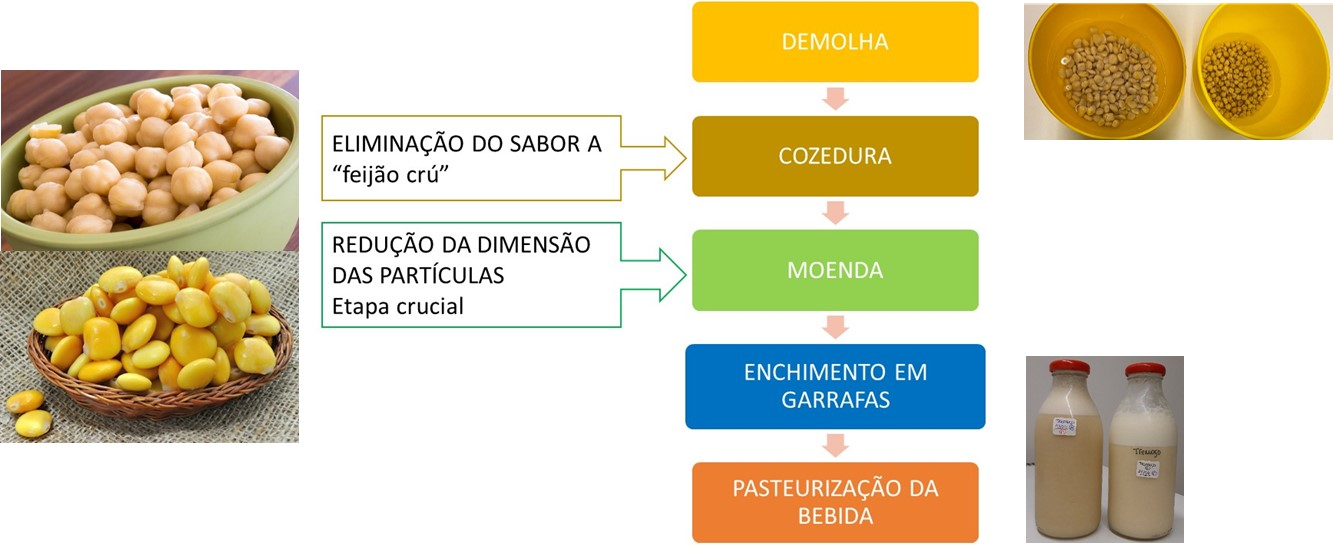 DEMOLHA
ELIMINAÇÃO DO SABOR A
“feijão crú”
COZEDURA
REDUÇÃO DA DIMENSÃO
DAS PARTÍCULAS
Etapa crucial
MOENDA
ENCHIMENTO EM
GARRAFAS
PASTEURIZAÇÃO DA
BEBIDA
Tremoço